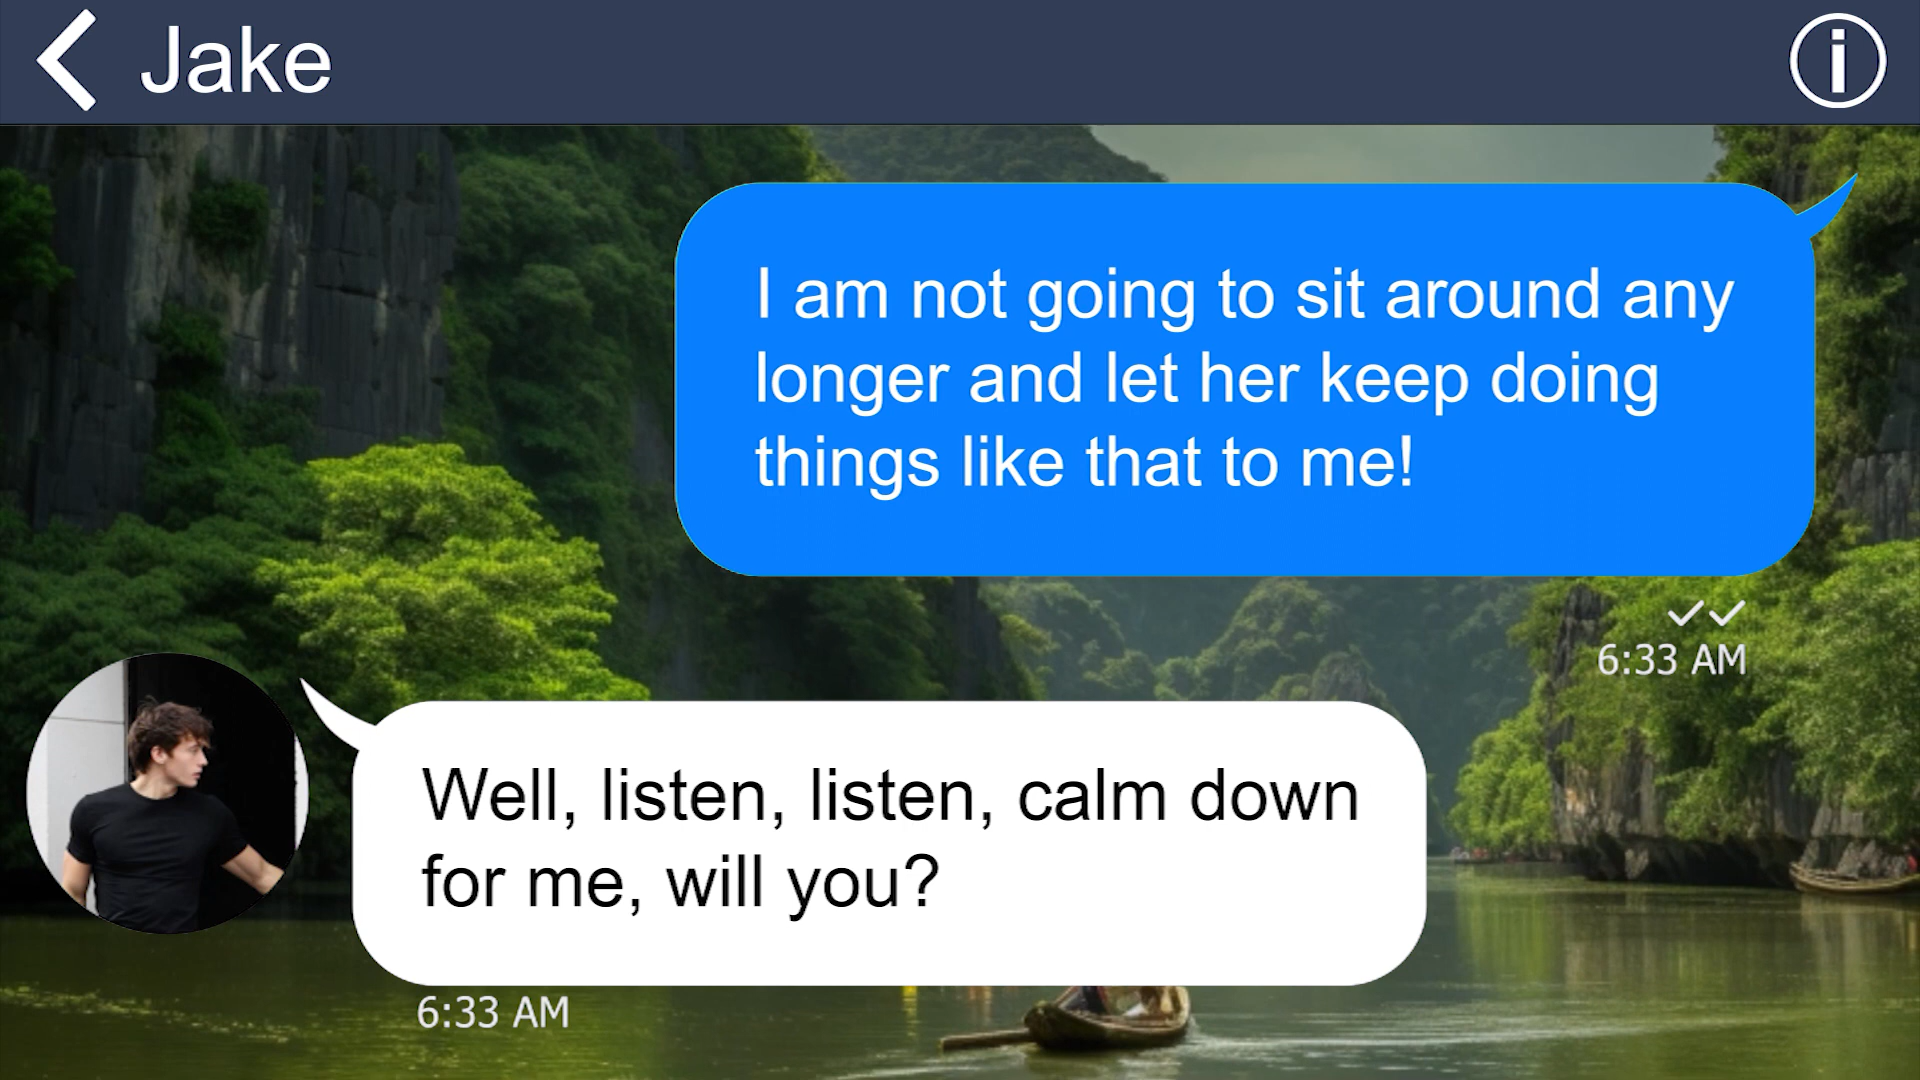 Jake
I am not going to sit around any
longer and let her keep doing
things like that to me!
6:33 AM
Well, listen, listen, calm down
for me, will you?
6:33 AM